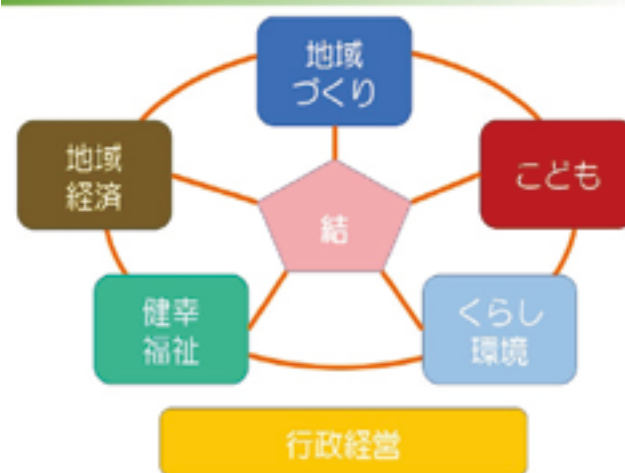 地域
づくり
地域
経済
こども
結
健幸
福祉
くらし
環境
行政経営